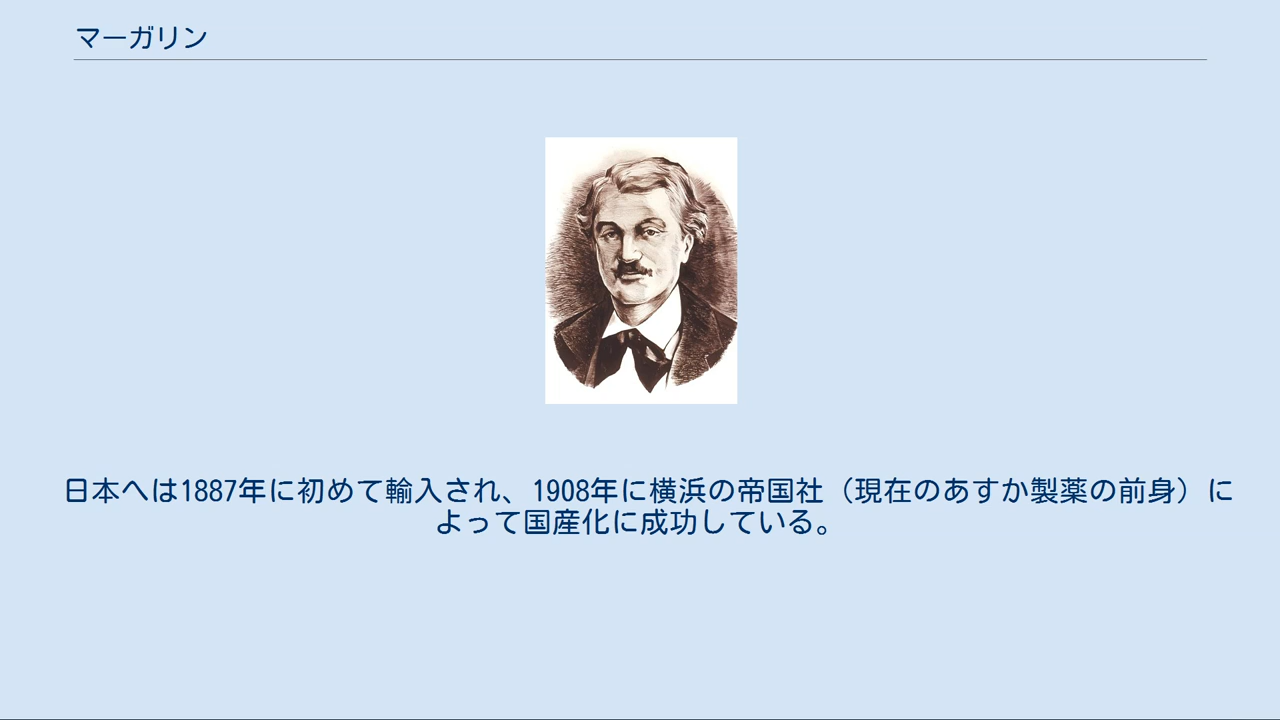 マーガリン
日本へは1887年に初めて輸入され、1908年に横浜の帝国社（現在のあすか製薬の前身）に
よって国産化に成功している。